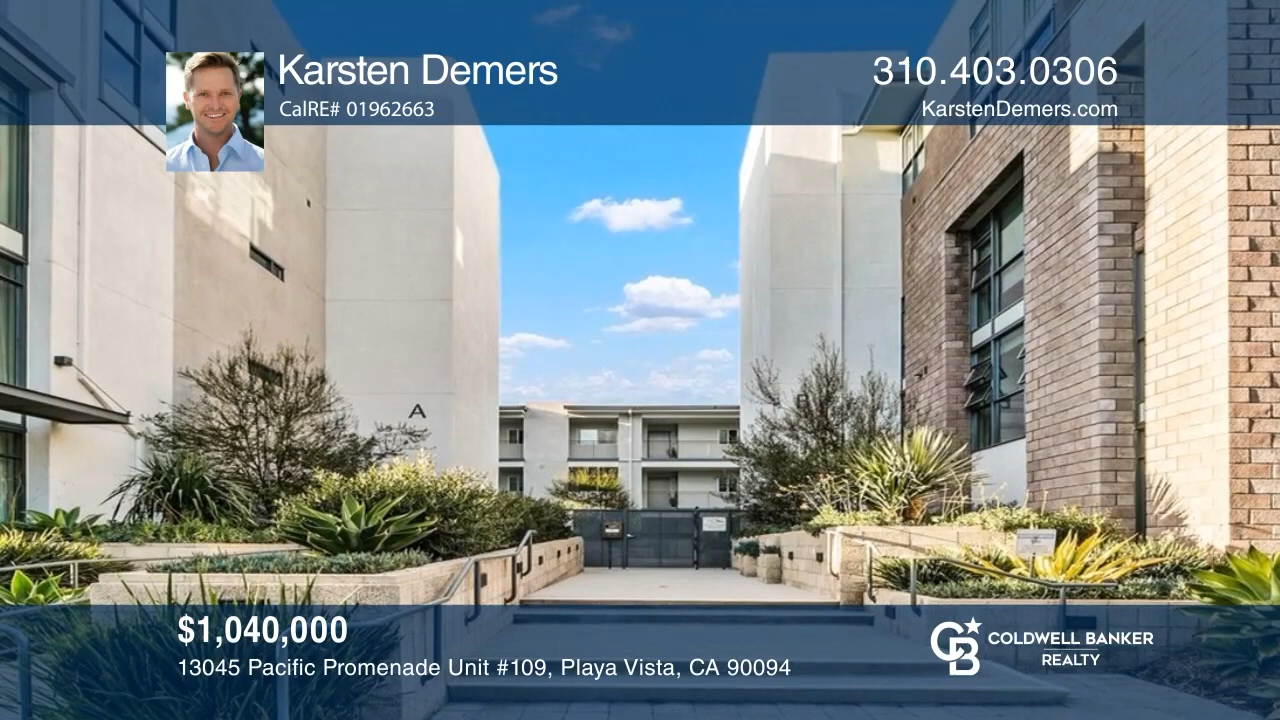 Karsten Demers
CalRE# 01962663
310.403.0306
KarstenDemers.com
A
$1,040,000
13045 Pacific Promenade Unit #109, Playa Vista, CA 90094
CB
COLDWELL BANKER
REALTY